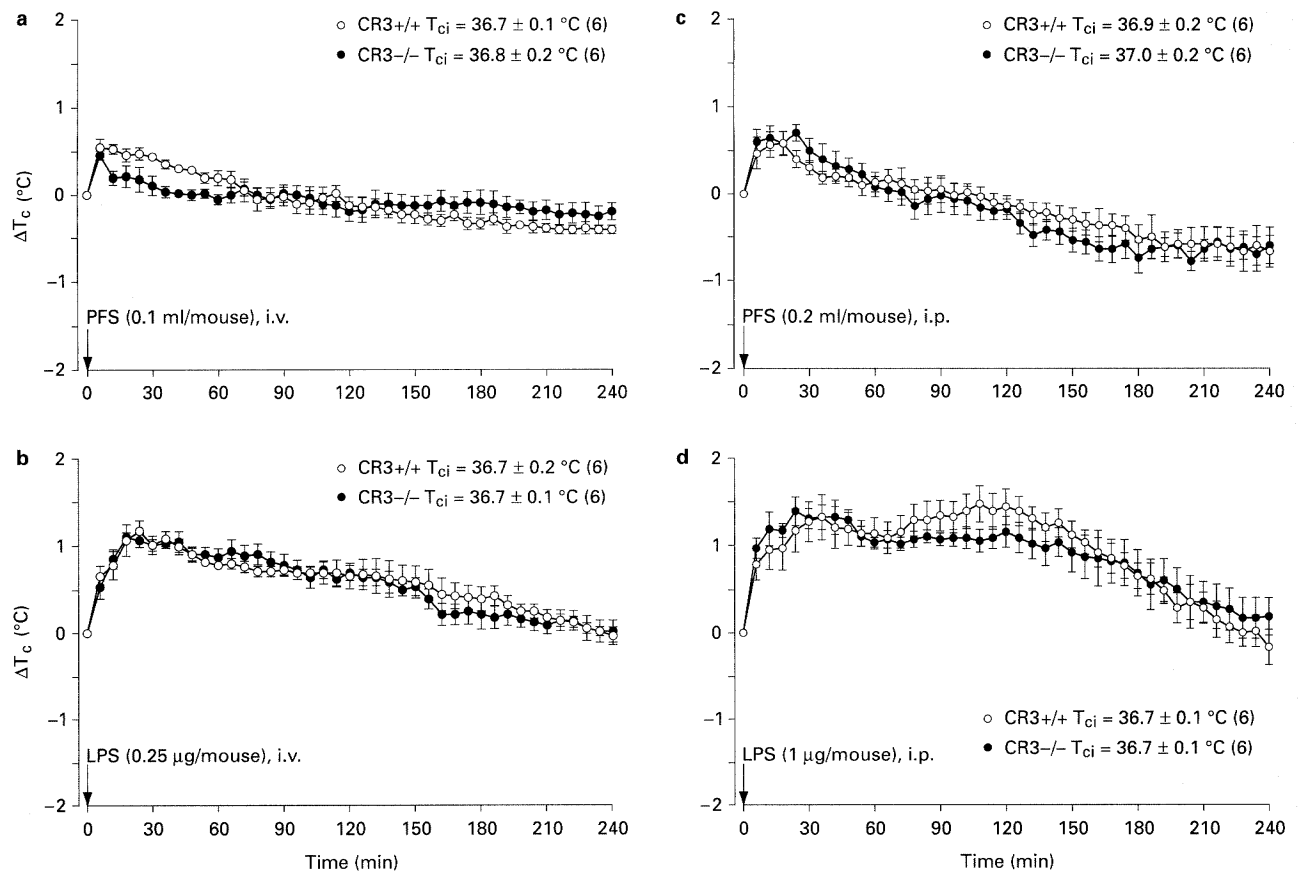 a
CR3+/+ Tci = 36.7 ± 0.1 °C (6)
CR3−/− Tci = 36.8 ± 0.2 °C (6)
2
1
0
−1
−2
ΔTc (°C)
PFS (0.1 ml/mouse), i.v.
0 30 60 90 120 150 180 210 240
c
CR3+/+ Tci = 36.9 ± 0.2 °C (6)
CR3−/− Tci = 37.0 ± 0.2 °C (6)
2
1
0
−1
−2
PFS (0.2 ml/mouse), i.p.
0 30 60 90 120 150 180 210 240
b
CR3+/+ Tci = 36.7 ± 0.2 °C (6)
CR3−/− Tci = 36.7 ± 0.1 °C (6)
2
1
0
−1
−2
ΔTc (°C)
LPS (0.25 μg/mouse), i.v.
0 30 60 90 120 150 180 210 240
Time (min)
d
2
1
0
−1
−2
CR3+/+ Tci = 36.7 ± 0.1 °C (6)
CR3−/− Tci = 36.7 ± 0.1 °C (6)
LPS (1 μg/mouse), i.p.
0 30 60 90 120 150 180 210 240
Time (min)